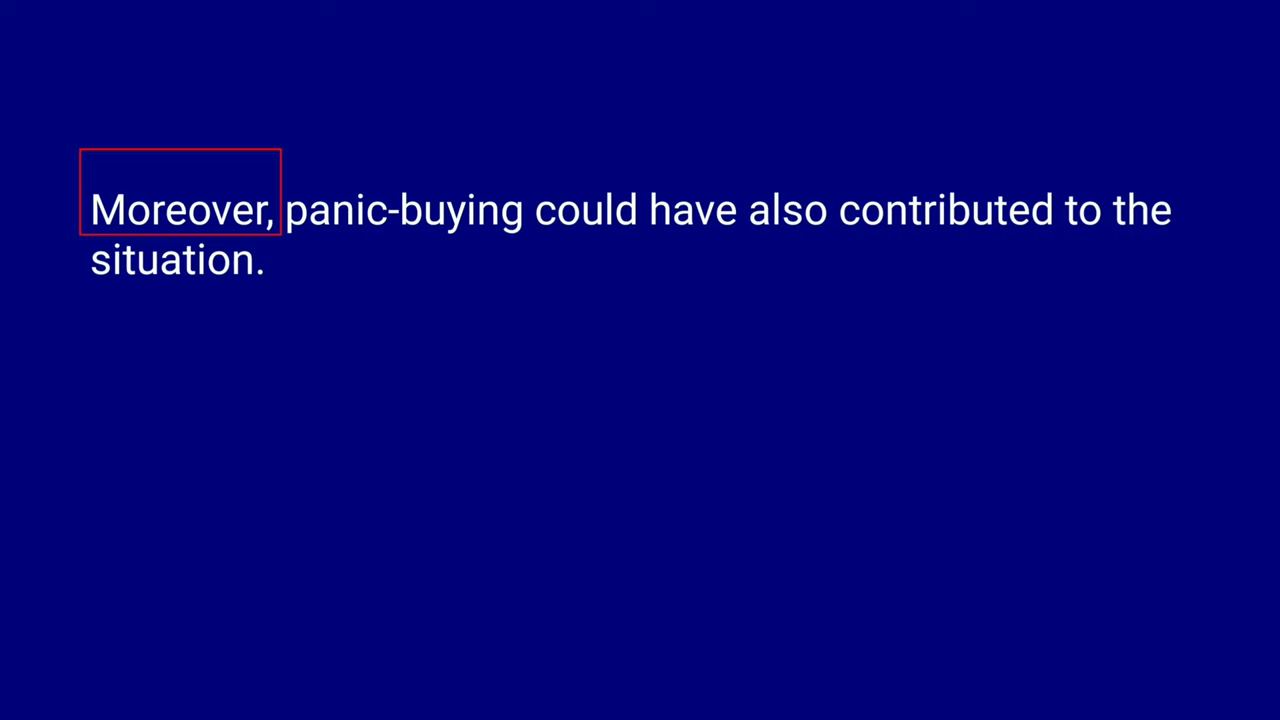 Moreover, panic-buying could have also contributed to the
situation.